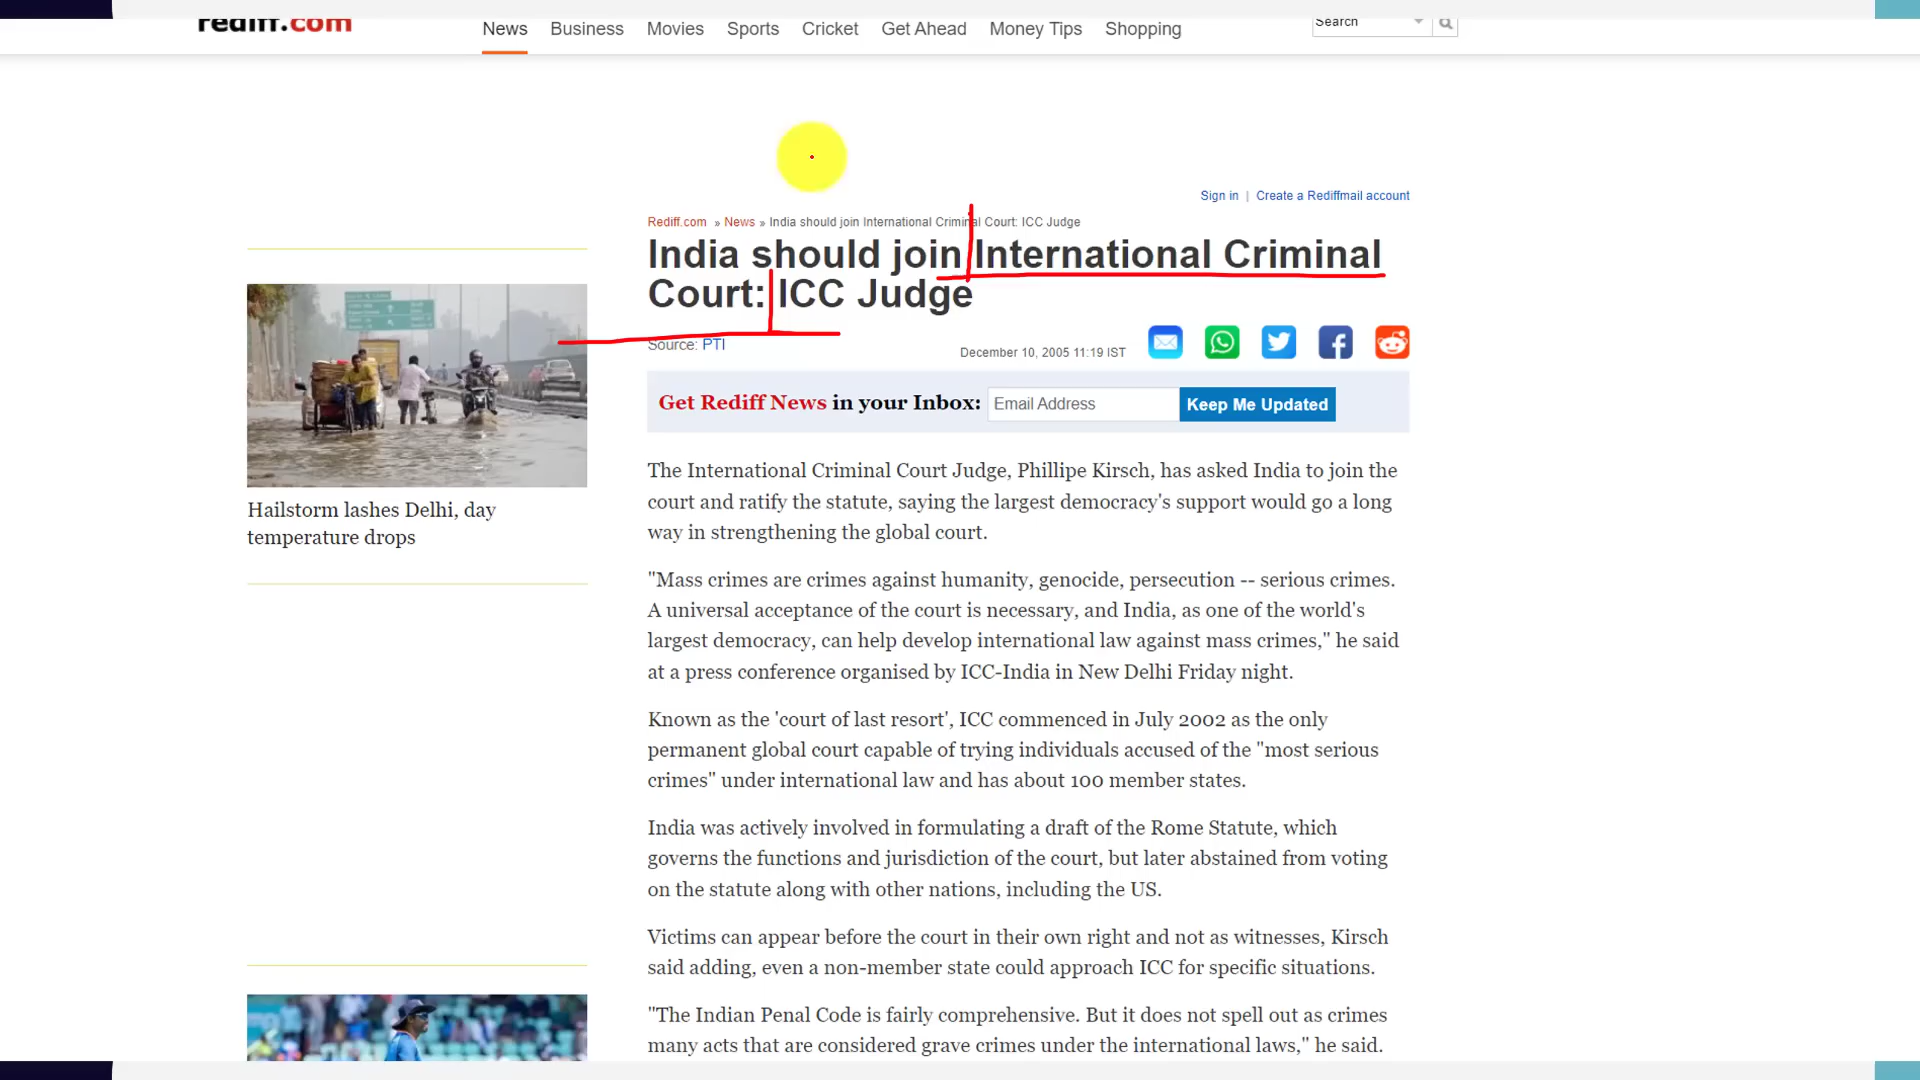 rediff.com
News Business Movies Sports Cricket Get Ahead Money Tips Shopping
Search
Sign in | Create a Rediffmail account
Rediff.com » News » India should join International Criminal Court: ICC Judge
India should join International Criminal
Court: ICC Judge
Source: PTI
December 10, 2005 11:19 IST
Get Rediff News in your Inbox: Email Address Keep Me Updated
The International Criminal Court Judge, Phillipe Kirsch, has asked India to join the
court and ratify the statute, saying the largest democracy's support would go a long
way in strengthening the global court.
"Mass crimes are crimes against humanity, genocide, persecution -- serious crimes.
A universal acceptance of the court is necessary, and India, as one of the world's
largest democracy, can help develop international law against mass crimes," he said
at a press conference organised by ICC-India in New Delhi Friday night.
Known as the 'court of last resort', ICC commenced in July 2002 as the only
permanent global court capable of trying individuals accused of the "most serious
crimes" under international law and has about 100 member states.
India was actively involved in formulating a draft of the Rome Statute, which
governs the functions and jurisdiction of the court, but later abstained from voting
on the statute along with other nations, including the US.
Victims can appear before the court in their own right and not as witnesses, Kirsch
said adding, even a non-member state could approach ICC for specific situations.
"The Indian Penal Code is fairly comprehensive. But it does not spell out as crimes
many acts that are considered grave crimes under the international laws," he said.
Hailstorm lashes Delhi, day
temperature drops